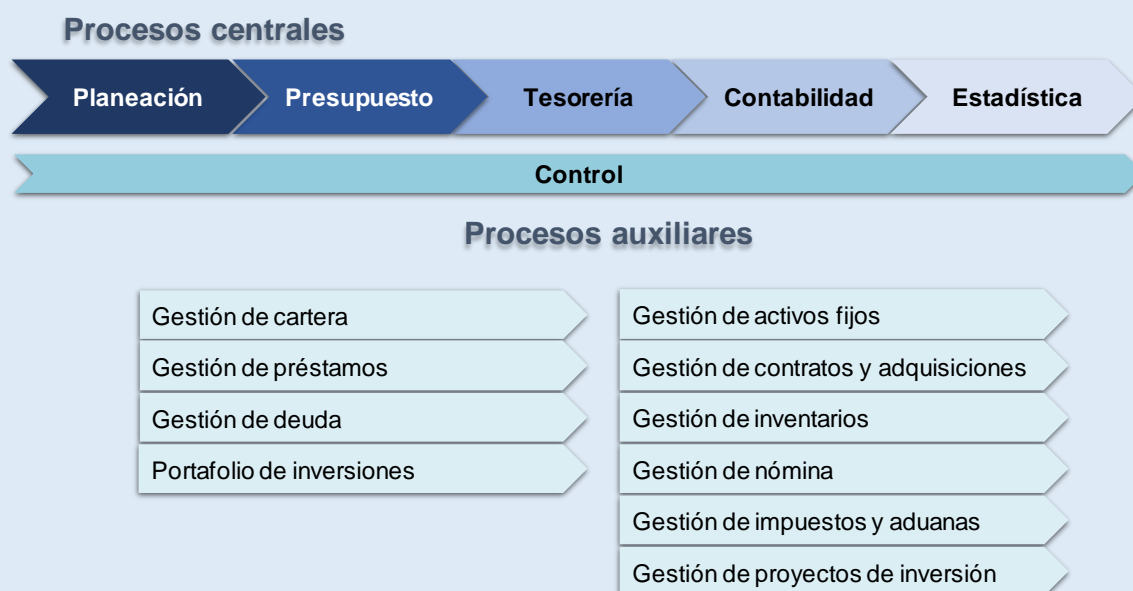 Procesos centrales
Planeación
Presupuesto
Tesorería
Contabilidad
Estadística
Control
Procesos auxiliares
Gestión de cartera
Gestión de préstamos
Gestión de deuda
Portafolio de inversiones
Gestión de activos fijos
Gestión de contratos y adquisiciones
Gestión de inventarios
Gestión de nómina
Gestión de impuestos y aduanas
Gestión de proyectos de inversión